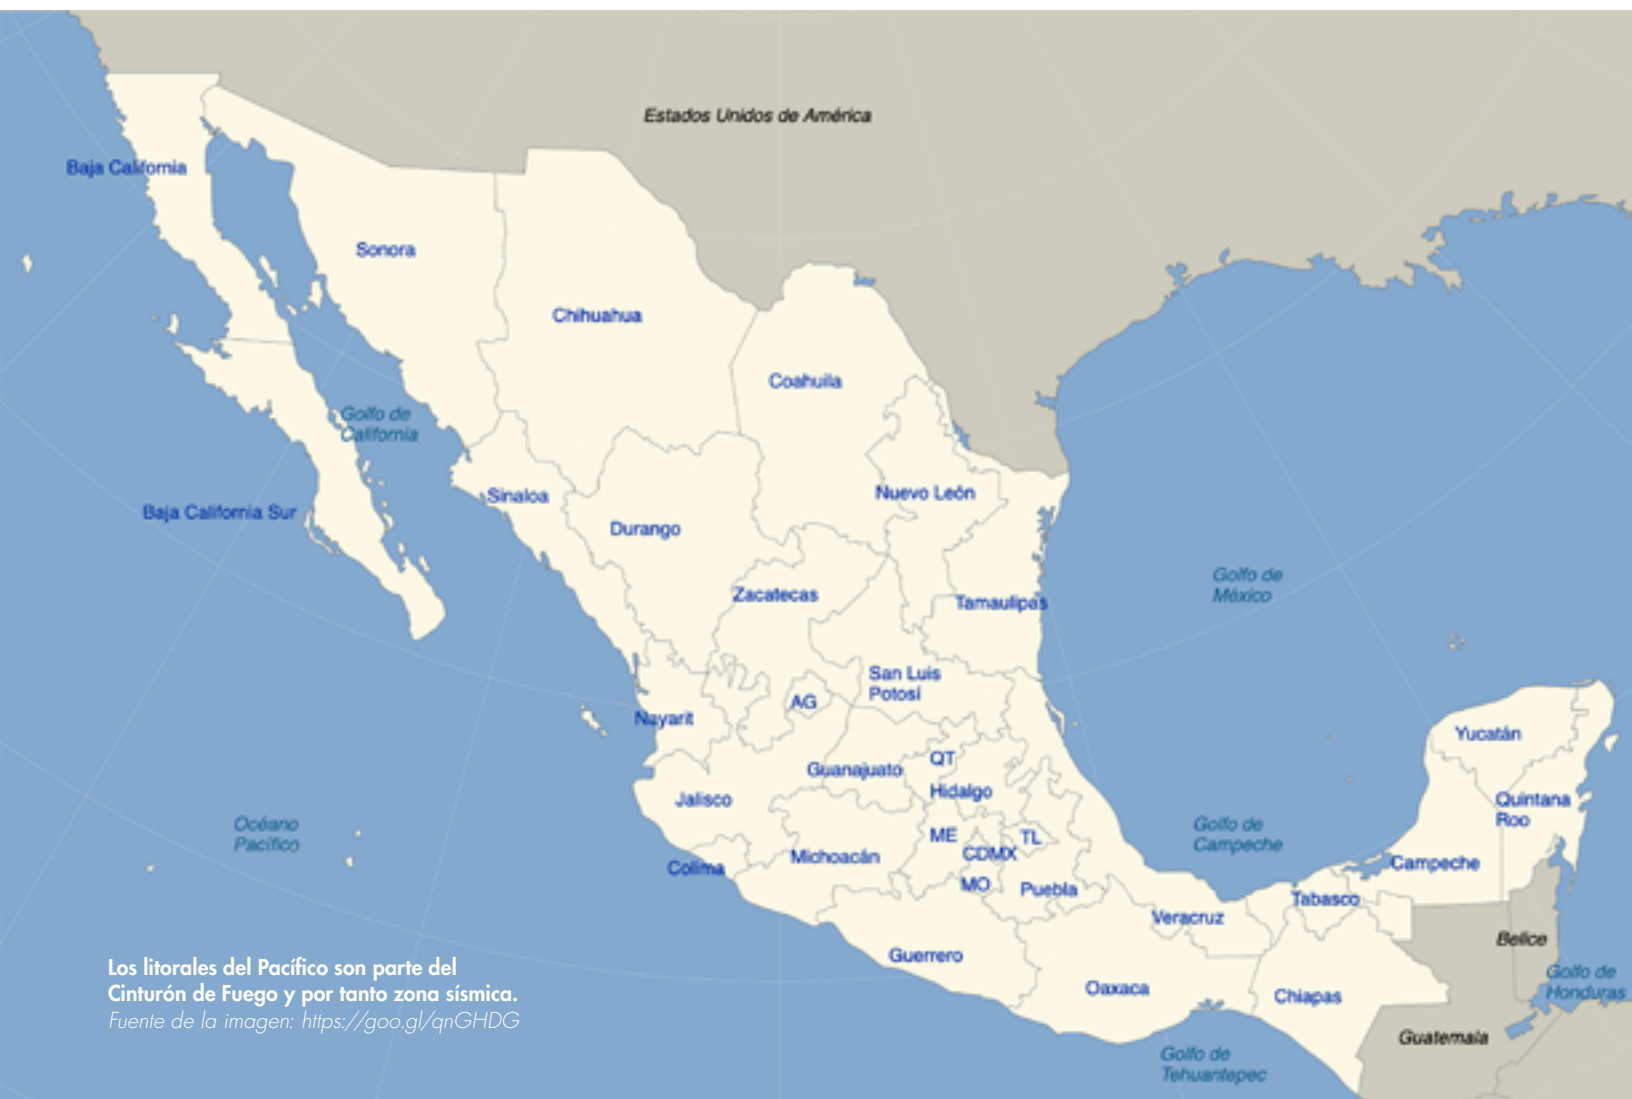 Estados Unidos de América
Baja California
Sonora
Chihuahua
Coahuila
Golfo de
California
Sinaloa
Nuevo León
Baja California Sur
Durango
Golfo de
México
Zacatecas
Tamaulipas
San Luis
Potosí
AG
Nayarit
Yucatán
QT
Guanajuato
Hidalgo
Jalisco
Quintana
Roo
Océano
Pacífico
Golfo de
Campeche
ME
TL
CDMX
Michoacán
Colima
Campeche
MO
Puebla
Tabasco
Veracruz
Belice
Guerrero
Golfo de
Honduras
Oaxaca
Chiapas
Guatemala
Golfo de
Tehuantepec
Los litorales del Pacífico son parte del
Cinturón de Fuego y por tanto zona sísmica.
Fuente de la imagen: https://goo.gl/qnGHDG